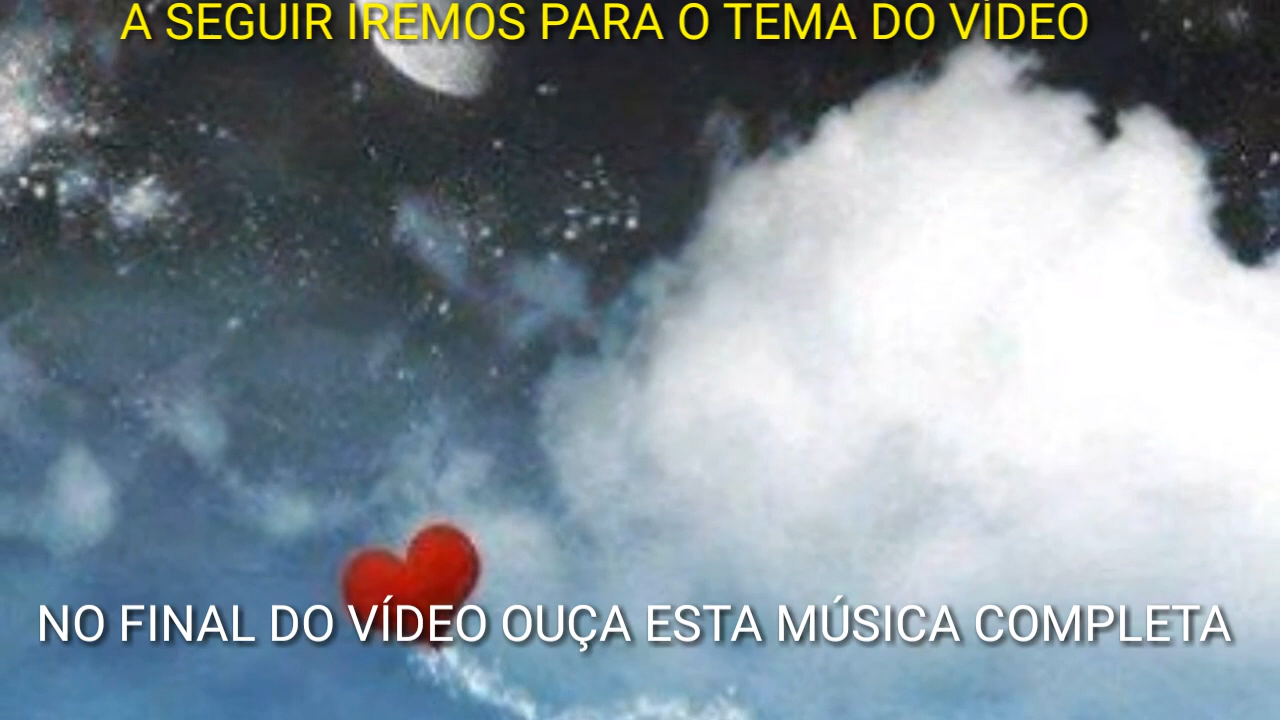 A SEGUIR IREMOS PARA O TEMA DO VÍDEO
NO FINAL DO VÍDEO OUÇA ESTA MÚSICA COMPLETA